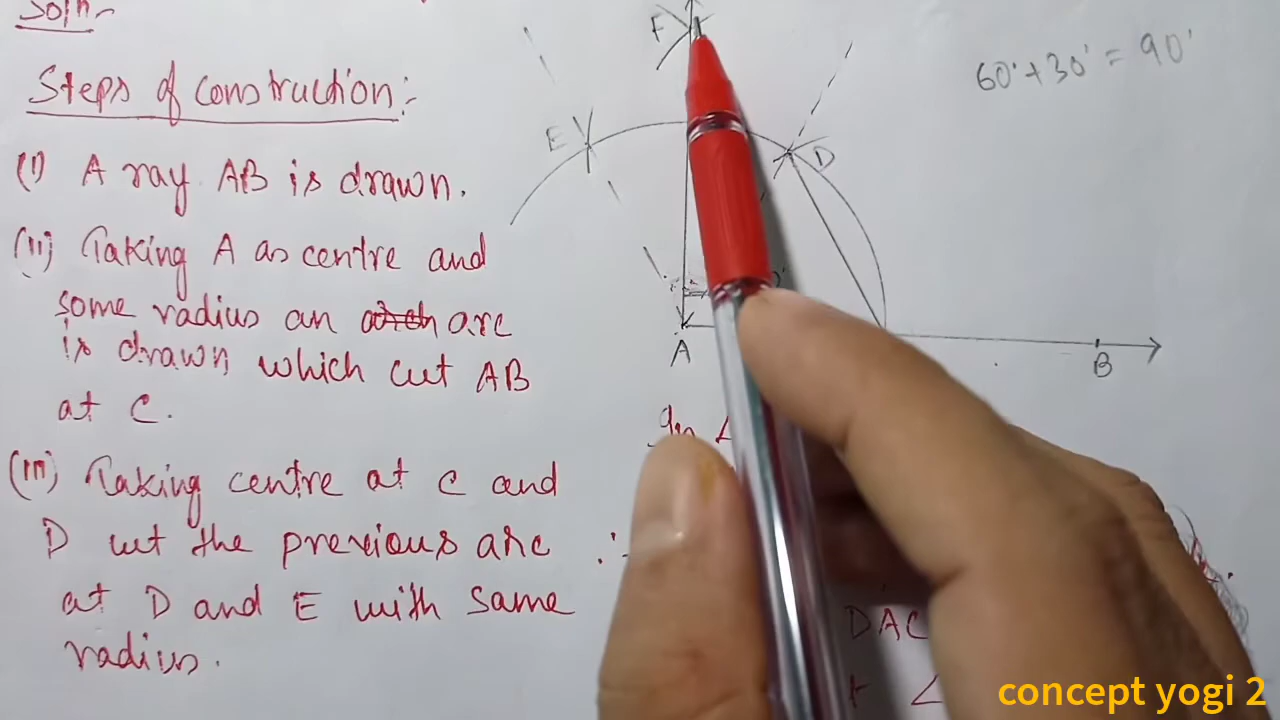 Soln-
Steps of construction:-
(I) A ray AB is drawn.
(II) Taking A as centre and
some radius an arc
is drawn which cut AB
at C.
(III) Taking centre at C and
D cut the previous arc
at D and E with same
radius.
F
E
D
A
B
60°+30° = 90°
In ∠
∴
DAC
+ ∠
concept yogi 2